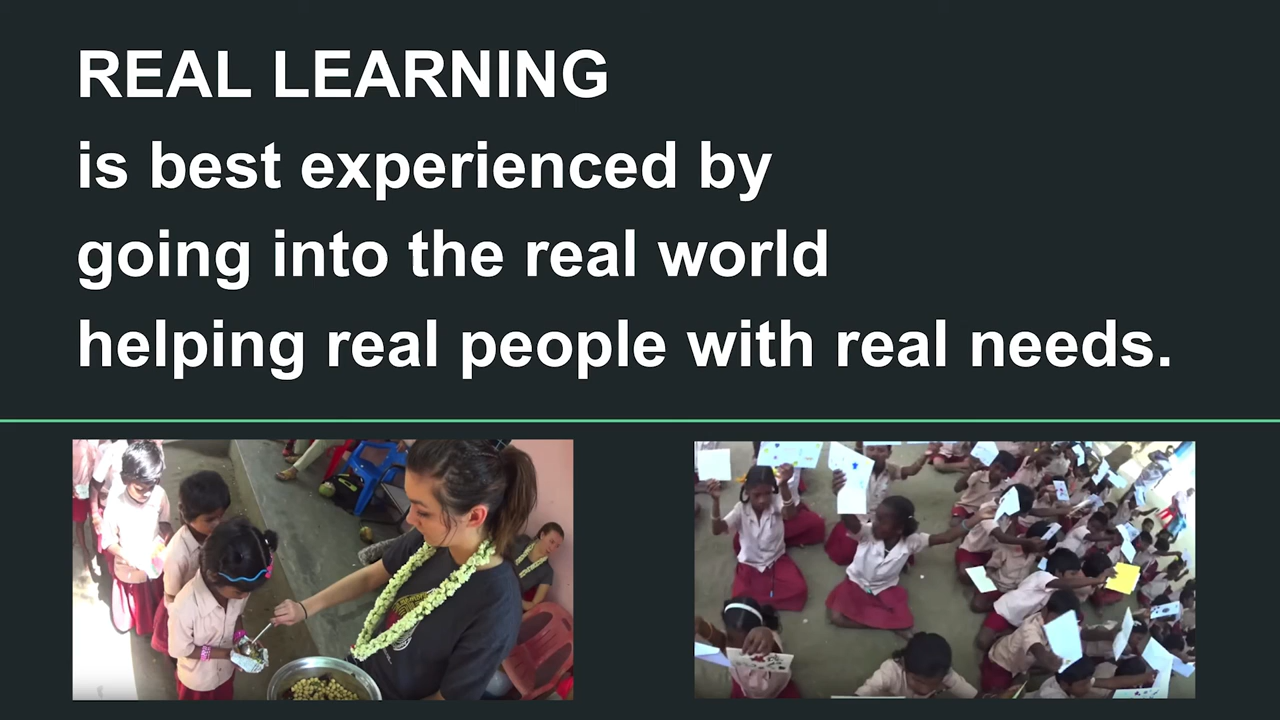 REAL LEARNING
is best experienced by
going into the real world
helping real people with real needs.